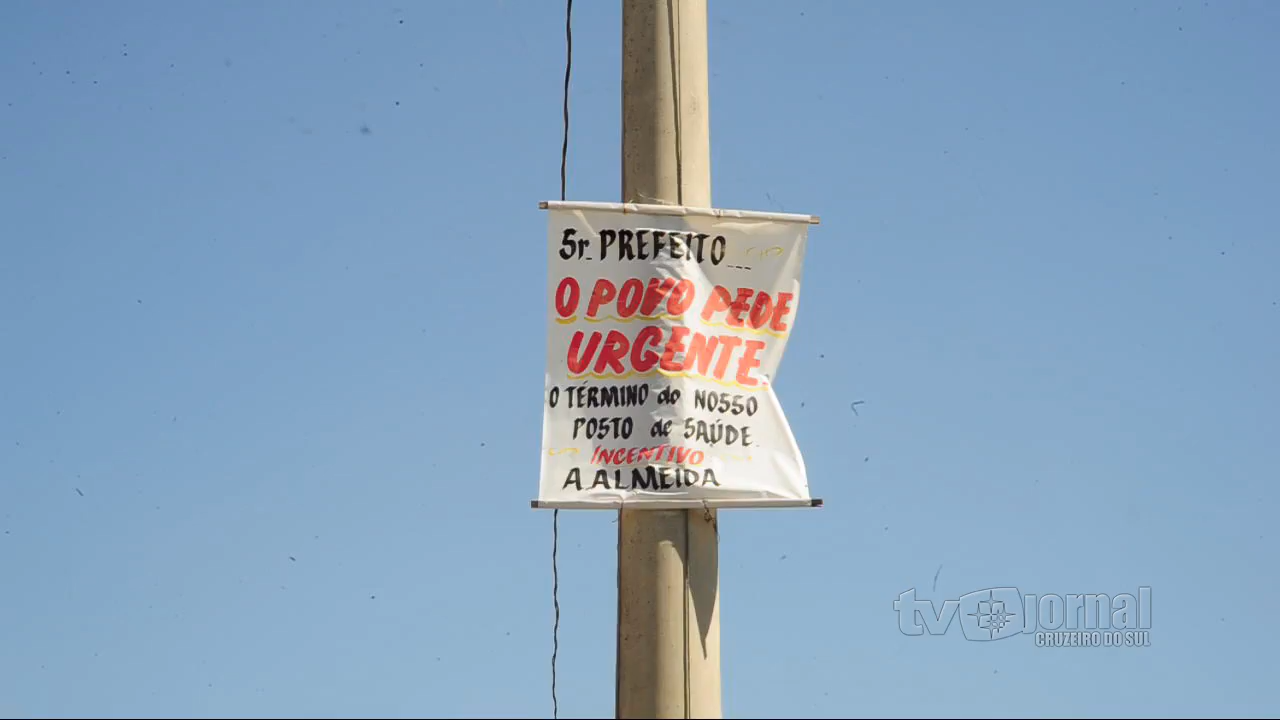 Sr. PREFEITO...
O POVO PEDE
URGENTE.
O TÉRMINO do NOSSO
POSTO de SAÚDE.
INCENTIVO
A.ALMEIDA
tv jornal
CRUZEIRO DO SUL